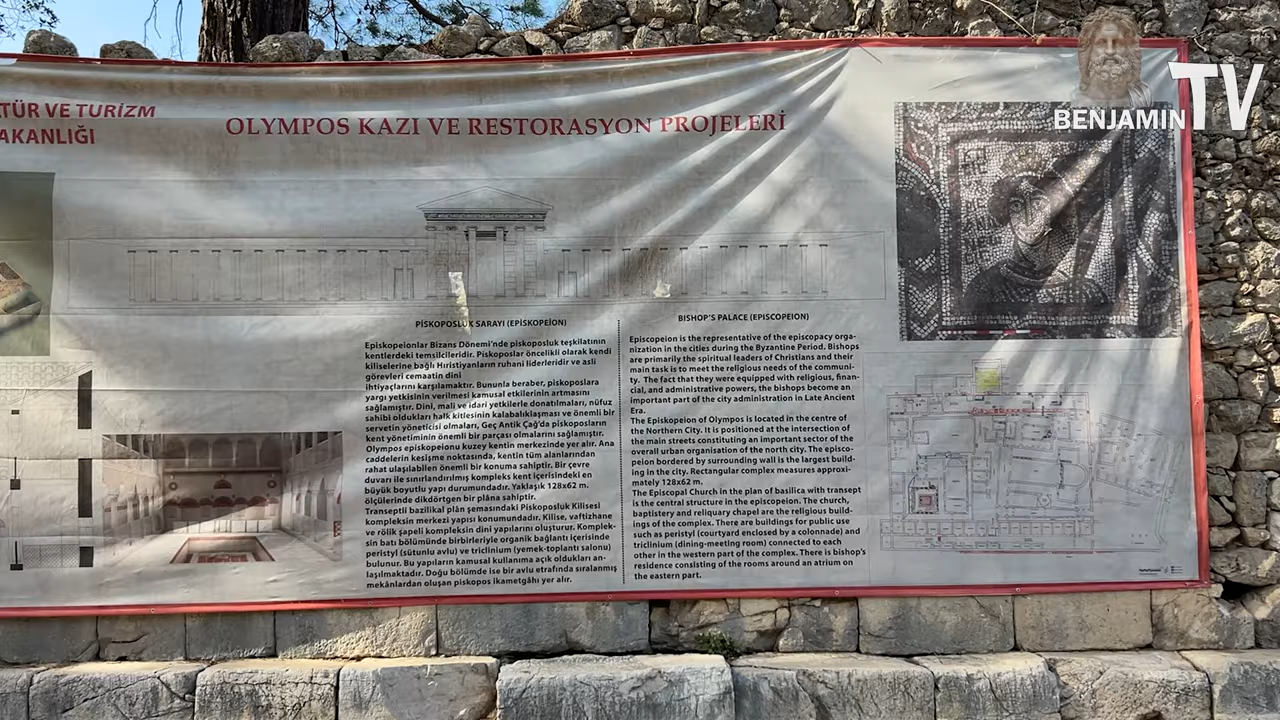 TÜR VE TURİZM
AKANLIĞI
OLYMPOS KAZI VE RESTORASYON PROJELERİ
BENJAMIN TV
PİSKOPOSLUK SARAYI (EPİSKOPEİON)
Episkopeionlar Bizans Dönemi'nde piskoposluk teşkilatının
kentlerdeki temsilcileridir. Piskoposlar öncelikli olarak kendi
kiliselerine bağlı Hıristiyanların ruhani liderleridir ve asli
görevleri cemaatin dini
ihtiyaçlarını karşılamaktır. Bununla beraber, piskoposlara
yargı yetkisinin verilmesi kamusal etkilerinin artmasını
sağlamıştır. Dini, mali ve idari yetkilerle donatılmaları, nüfuz
sahibi oldukları halk kitlesinin kalabalıklaşması ve önemli bir
servetin yöneticisi olmaları, Geç Antik Çağ'da piskoposların
kent yönetiminin önemli bir parçası olmalarını sağlamıştır.
Olympos episkopeionu kuzey kentin merkezinde yer alır. Ana
caddelerin kesişme noktasında, kentin tüm alanlarından
rahat ulaşılabilen önemli bir konuma sahiptir. Bir çevre
duvarı ile sınırlandırılmış kompleks kent içerisindeki en
büyük boyutlu yapı durumundadır. Yaklaşık 128x62 m.
ölçülerinde dikdörtgen bir plâna sahiptir.
Transeptli bazilikal plân şemasındaki Piskoposluk Kilisesi
kompleksin merkezi yapısı konumundadır. Kilise, vaftizhane
ve rölik şapeli kompleksin dini yapılarını oluşturur. Komplek-
sin batı bölümünde birbirleriyle organik bağlantı içerisinde
peristyl (sütunlu avlu) ve triclinium (yemek-toplantı salonu)
bulunur. Bu yapıların kamusal kullanıma açık oldukları an-
laşılmaktadır. Doğu bölümünde ise bir avlu etrafında sıralanmış
mekânlardan oluşan piskopos ikametgâhı yer alır.
BISHOP'S PALACE (EPISCOPEION)
Episcopeion is the representative of the episcopacy orga-
nization in the cities during the Byzantine Period. Bishops
are primarily the spiritual leaders of Christians and their
main task is to meet the religious needs of the communi-
ty. The fact that they were equipped with religious, finan-
cial, and administrative powers, the bishops become an
important part of the city administration in Late Ancient
Era.
The Episkopeion of Olympos is located in the centre of
the Northern City. It is positioned at the intersection of
the main streets constituting an important sector of the
overall urban organisation of the north city. The episco-
peion bordered by surrounding wall is the largest build-
ing in the city. Rectangular complex measures approxi-
mately 128x62 m.
The Episcopal Church in the plan of basilica with transept
is the central structure in the episcopeion. The church,
baptistery and reliquary chapel are the religious build-
ings of the complex. There are buildings for public use
such as peristyl (courtyard enclosed by a colonnade) and
triclinium (dining-meeting room) connected to each
other in the western part of the complex. There is bishop's
residence consisting of the rooms around an atrium on
the eastern part.